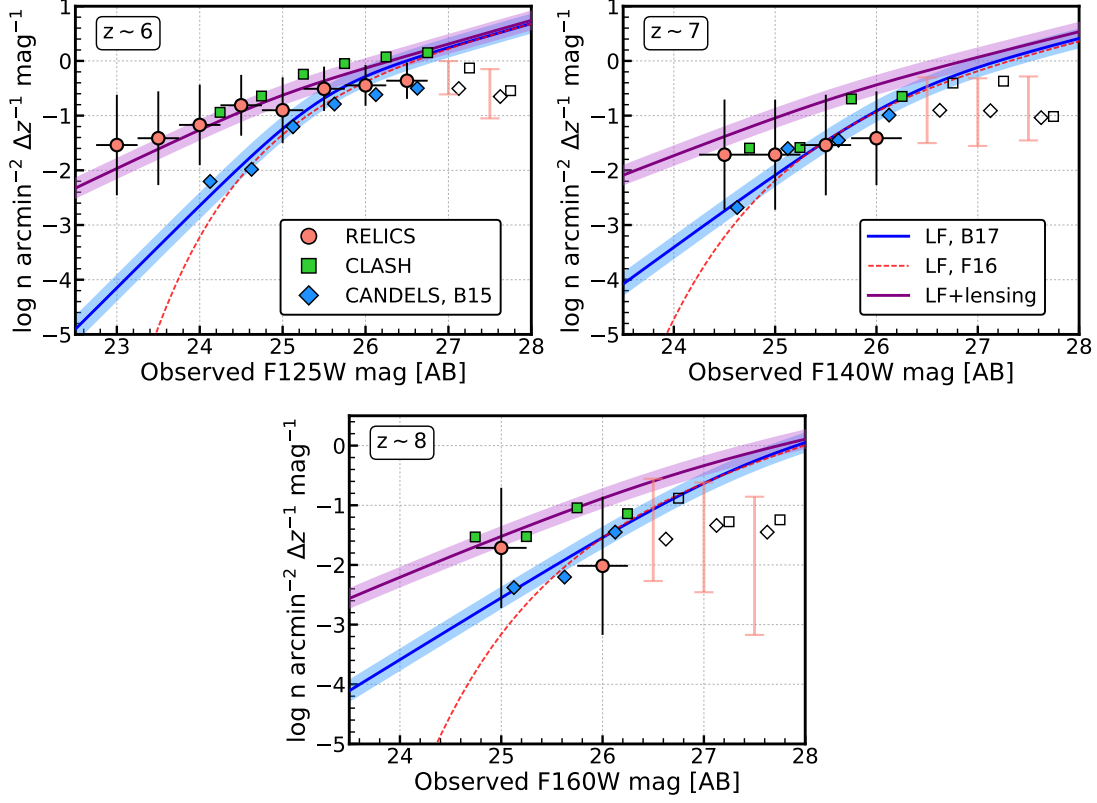 z ~ 6
log n arcmin⁻² Δz⁻¹ mag⁻¹
1
0
−1
−2
−3
−4
−5
RELICS
CLASH
CANDELS, B15
23 24 25 26 27 28
Observed F125W mag [AB]
z ~ 7
log n arcmin⁻² Δz⁻¹ mag⁻¹
1
0
−1
−2
−3
−4
−5
LF, B17
LF, F16
LF+lensing
24 25 26 27 28
Observed F140W mag [AB]
z ~ 8
log n arcmin⁻² Δz⁻¹ mag⁻¹
0
−1
−2
−3
−4
−5
24 25 26 27 28
Observed F160W mag [AB]